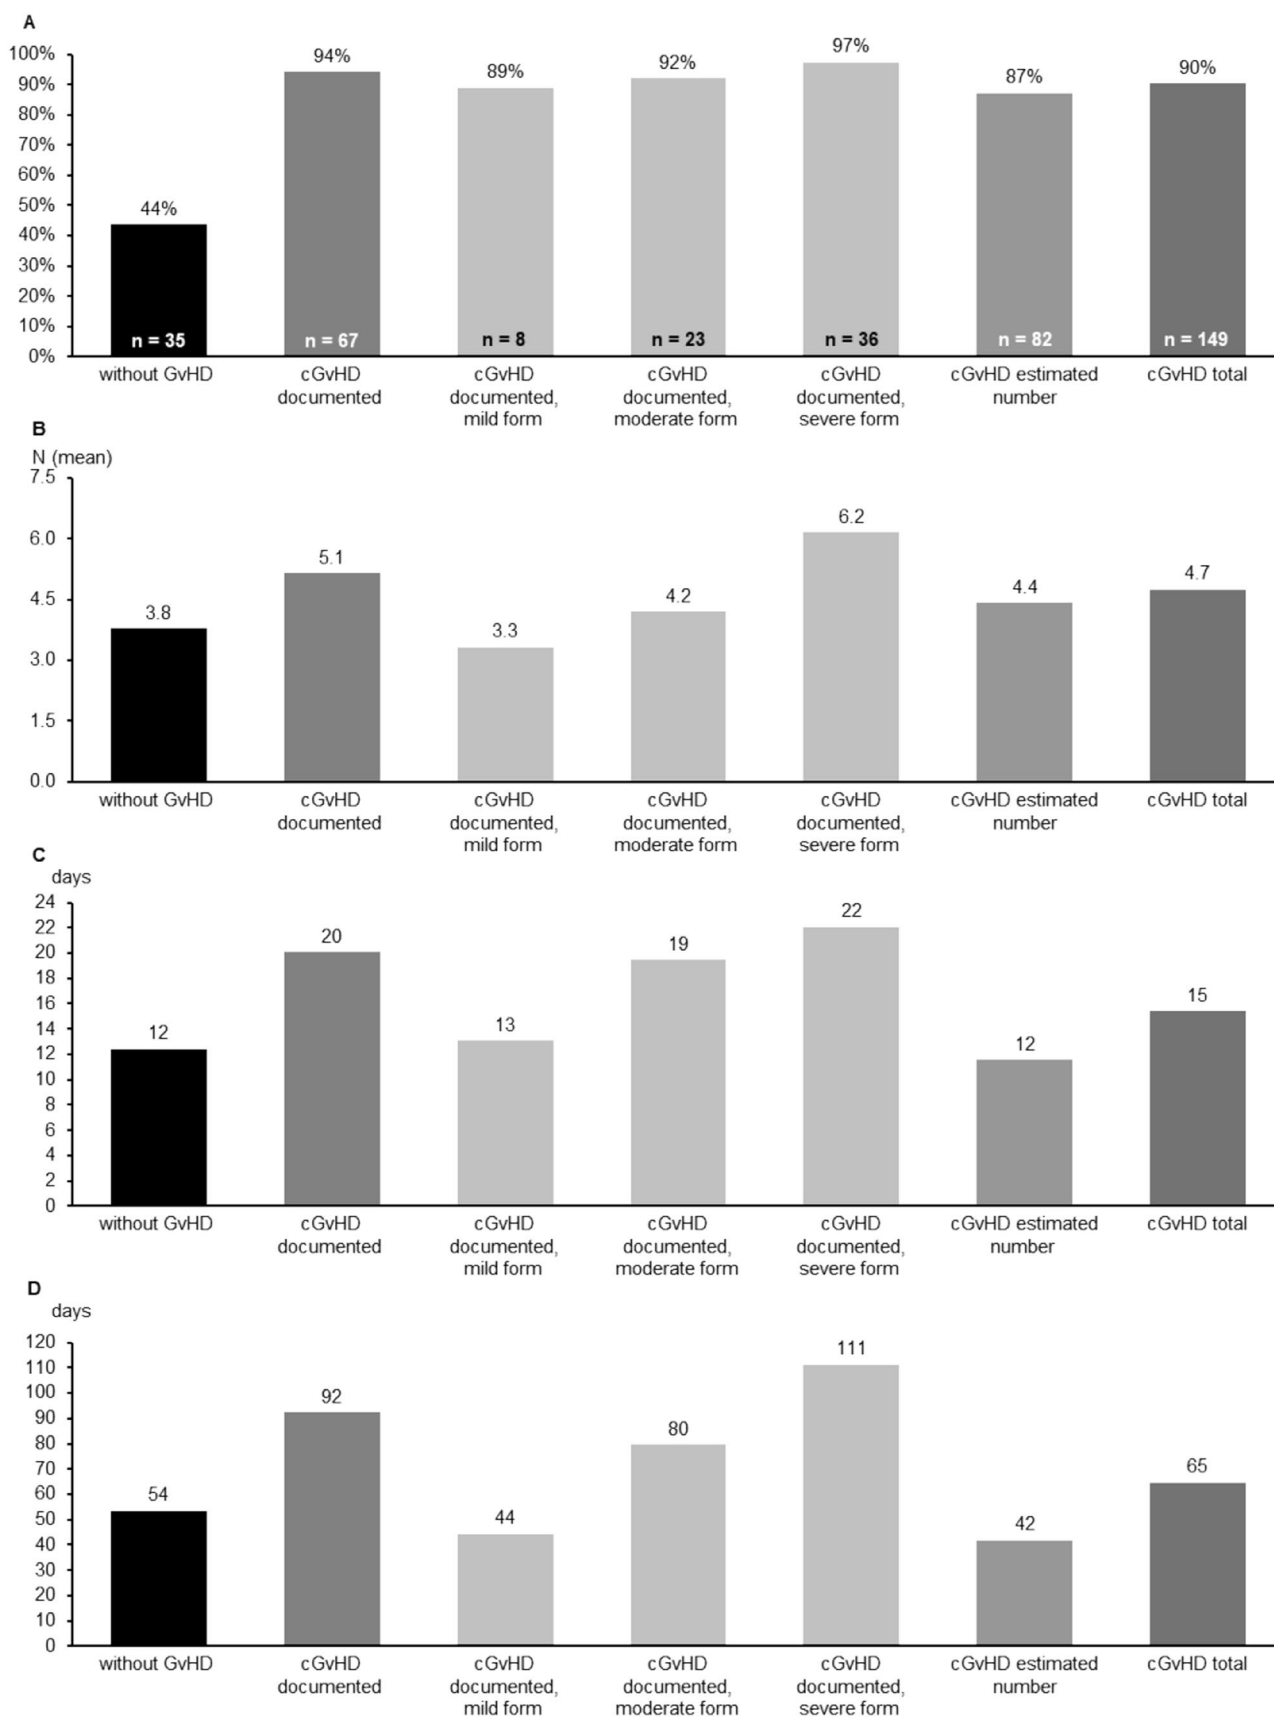 A
100%
90%
80%
70%
60%
50%
40%
30%
20%
10%
0%
44%
94%
89%
92%
97%
87%
90%
n = 35
n = 67
n = 8
n = 23
n = 36
n = 82
n = 149
without GvHD
cGvHD
documented
cGvHD
documented,
mild form
cGvHD
documented,
moderate form
cGvHD
documented,
severe form
cGvHD estimated
number
cGvHD total
B
N (mean)
7.5
6.0
4.5
3.0
1.5
0.0
3.8
5.1
3.3
4.2
6.2
4.4
4.7
without GvHD
cGvHD
documented
cGvHD
documented,
mild form
cGvHD
documented,
moderate form
cGvHD
documented,
severe form
cGvHD estimated
number
cGvHD total
C
days
24
22
20
18
16
14
12
10
8
6
4
2
0
12
20
13
19
22
12
15
without GvHD
cGvHD
documented
cGvHD
documented,
mild form
cGvHD
documented,
moderate form
cGvHD
documented,
severe form
cGvHD estimated
number
cGvHD total
D
days
120
110
100
90
80
70
60
50
40
30
20
10
0
54
92
44
80
111
42
65
without GvHD
cGvHD
documented
cGvHD
documented,
mild form
cGvHD
documented,
moderate form
cGvHD
documented,
severe form
cGvHD estimated
number
cGvHD total